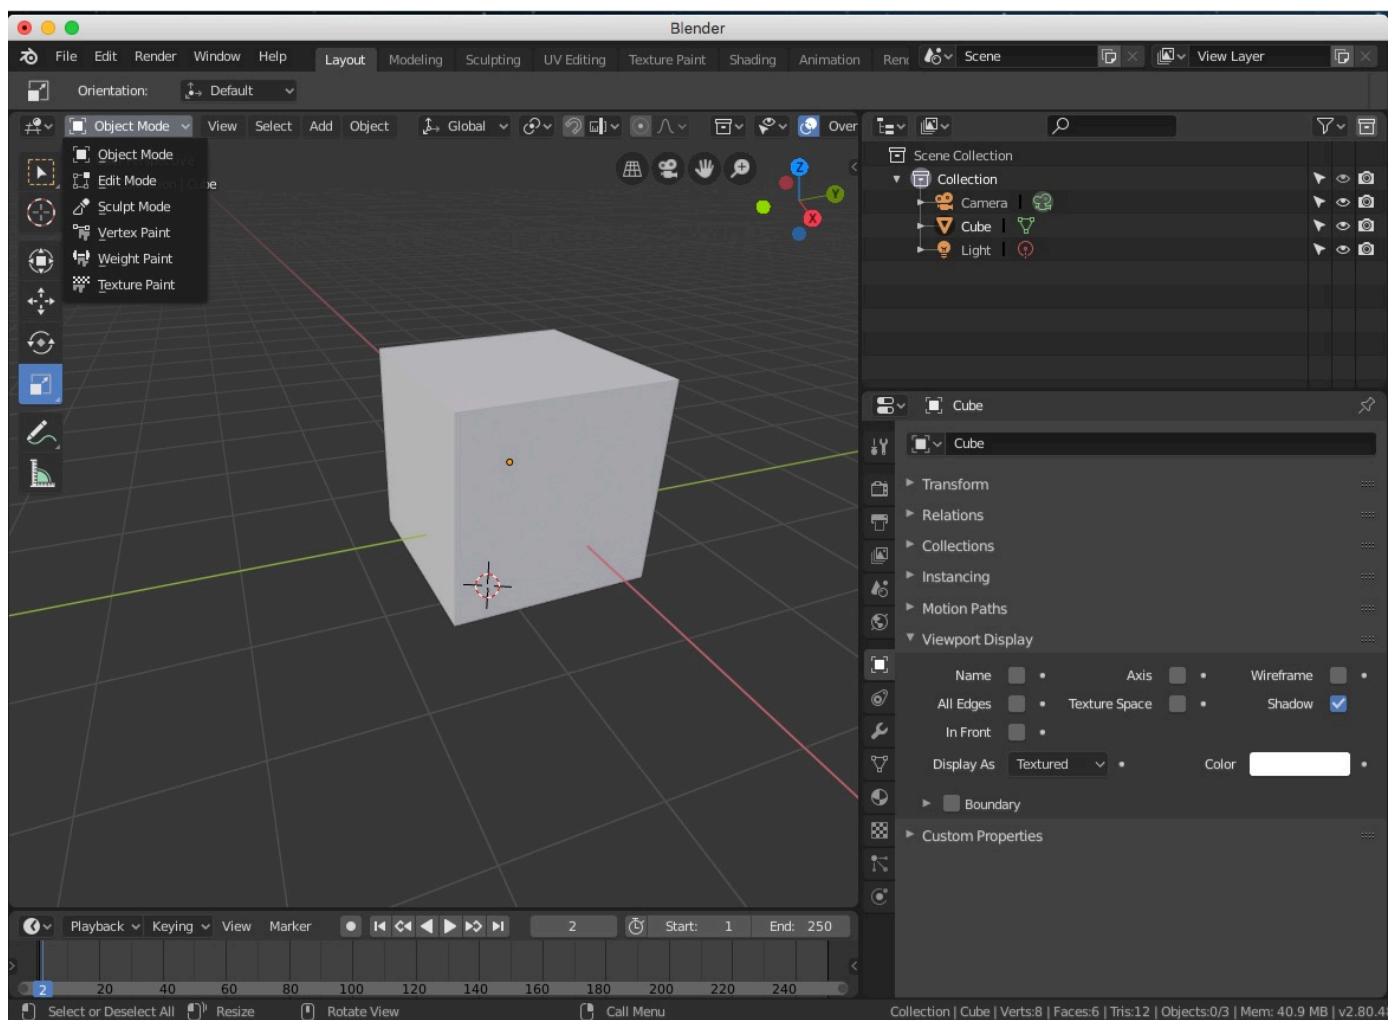 Blender
File Edit Render Window Help Layout Modeling Sculpting UV Editing Texture Paint Shading Animation Scene View Layer
Orientation: Default
Object Mode View Select Add Object Global Over
Object Mode
Edit Mode
Sculpt Mode
Vertex Paint
Weight Paint
Texture Paint
Z
Y
X
Scene Collection
Collection
Camera
Cube
Light
Cube
Cube
Transform
Relations
Collections
Instancing
Motion Paths
Viewport Display
Name Axis Wireframe
All Edges Texture Space Shadow
In Front
Display As Textured Color
Boundary
Custom Properties
Playback Keying View Marker 2 Start: 1 End: 250
2 20 40 60 80 100 120 140 160 180 200 220 240
Select or Deselect All Resize Rotate View Call Menu Collection | Cube | Verts:8 | Faces:6 | Tris:12 | Objects:0/3 | Mem: 40.9 MB | v2.80.4